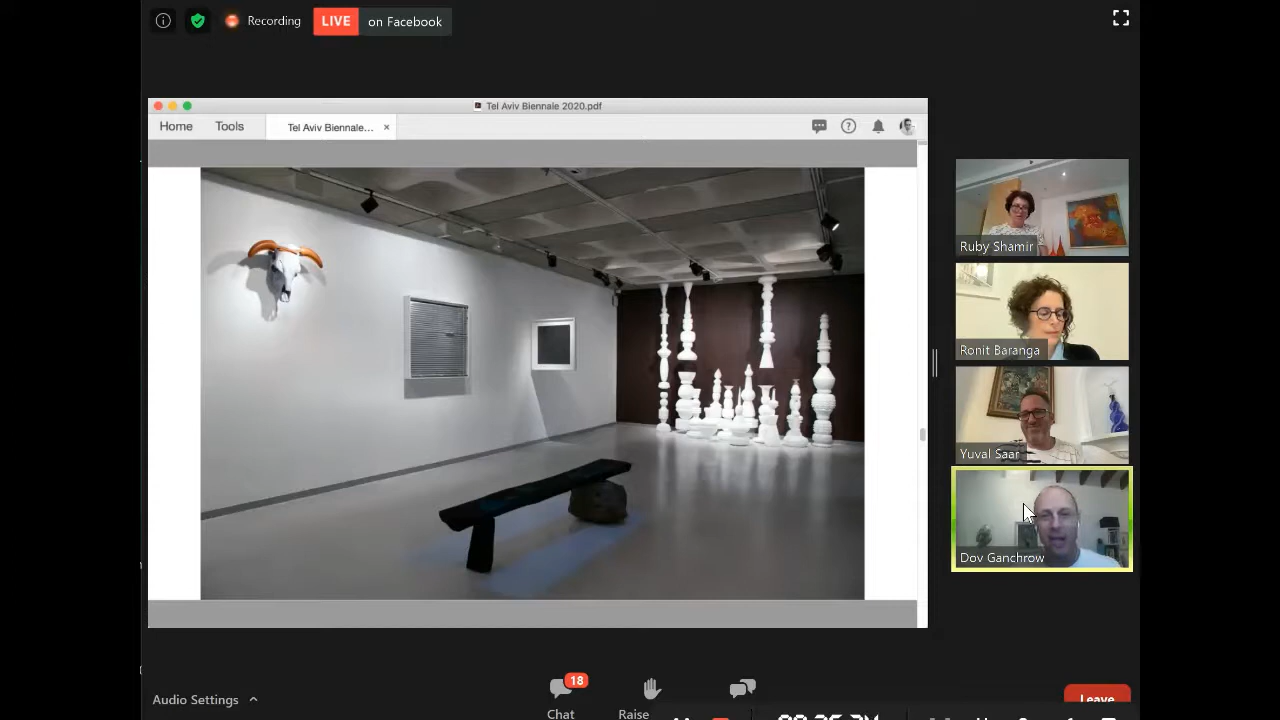 Recording
LIVE on Facebook
Tel Aviv Biennale 2020.pdf
Home Tools Tel Aviv Biennale... ×
Ruby Shamir
Ronit Baranga
Yuval Saar
Dov Ganchrow
Audio Settings
18
Chat
Raise
Leave